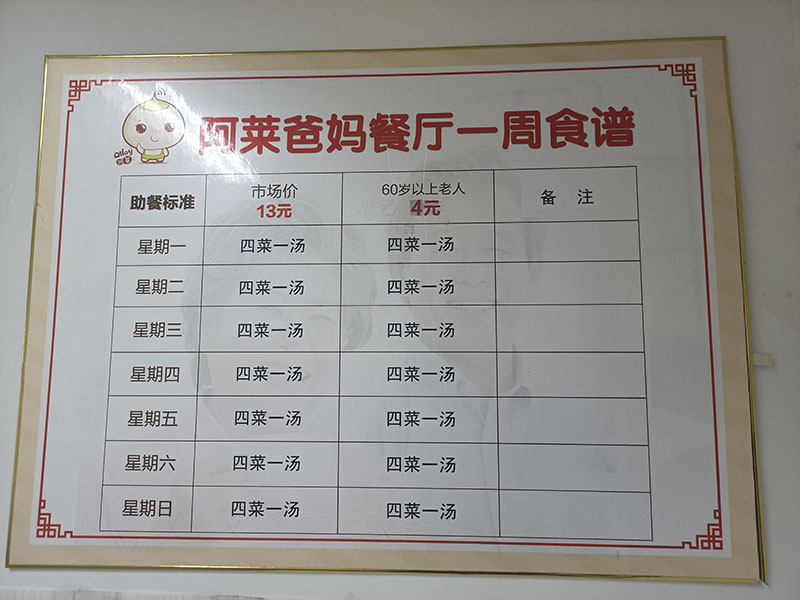 阿莱爸妈餐厅一周食谱
alloy
助餐标准 市场价 13元 60岁以上老人 4元 备 注
星期一 四菜一汤 四菜一汤
星期二 四菜一汤 四菜一汤
星期三 四菜一汤 四菜一汤
星期四 四菜一汤 四菜一汤
星期五 四菜一汤 四菜一汤
星期六 四菜一汤 四菜一汤
星期日 四菜一汤 四菜一汤